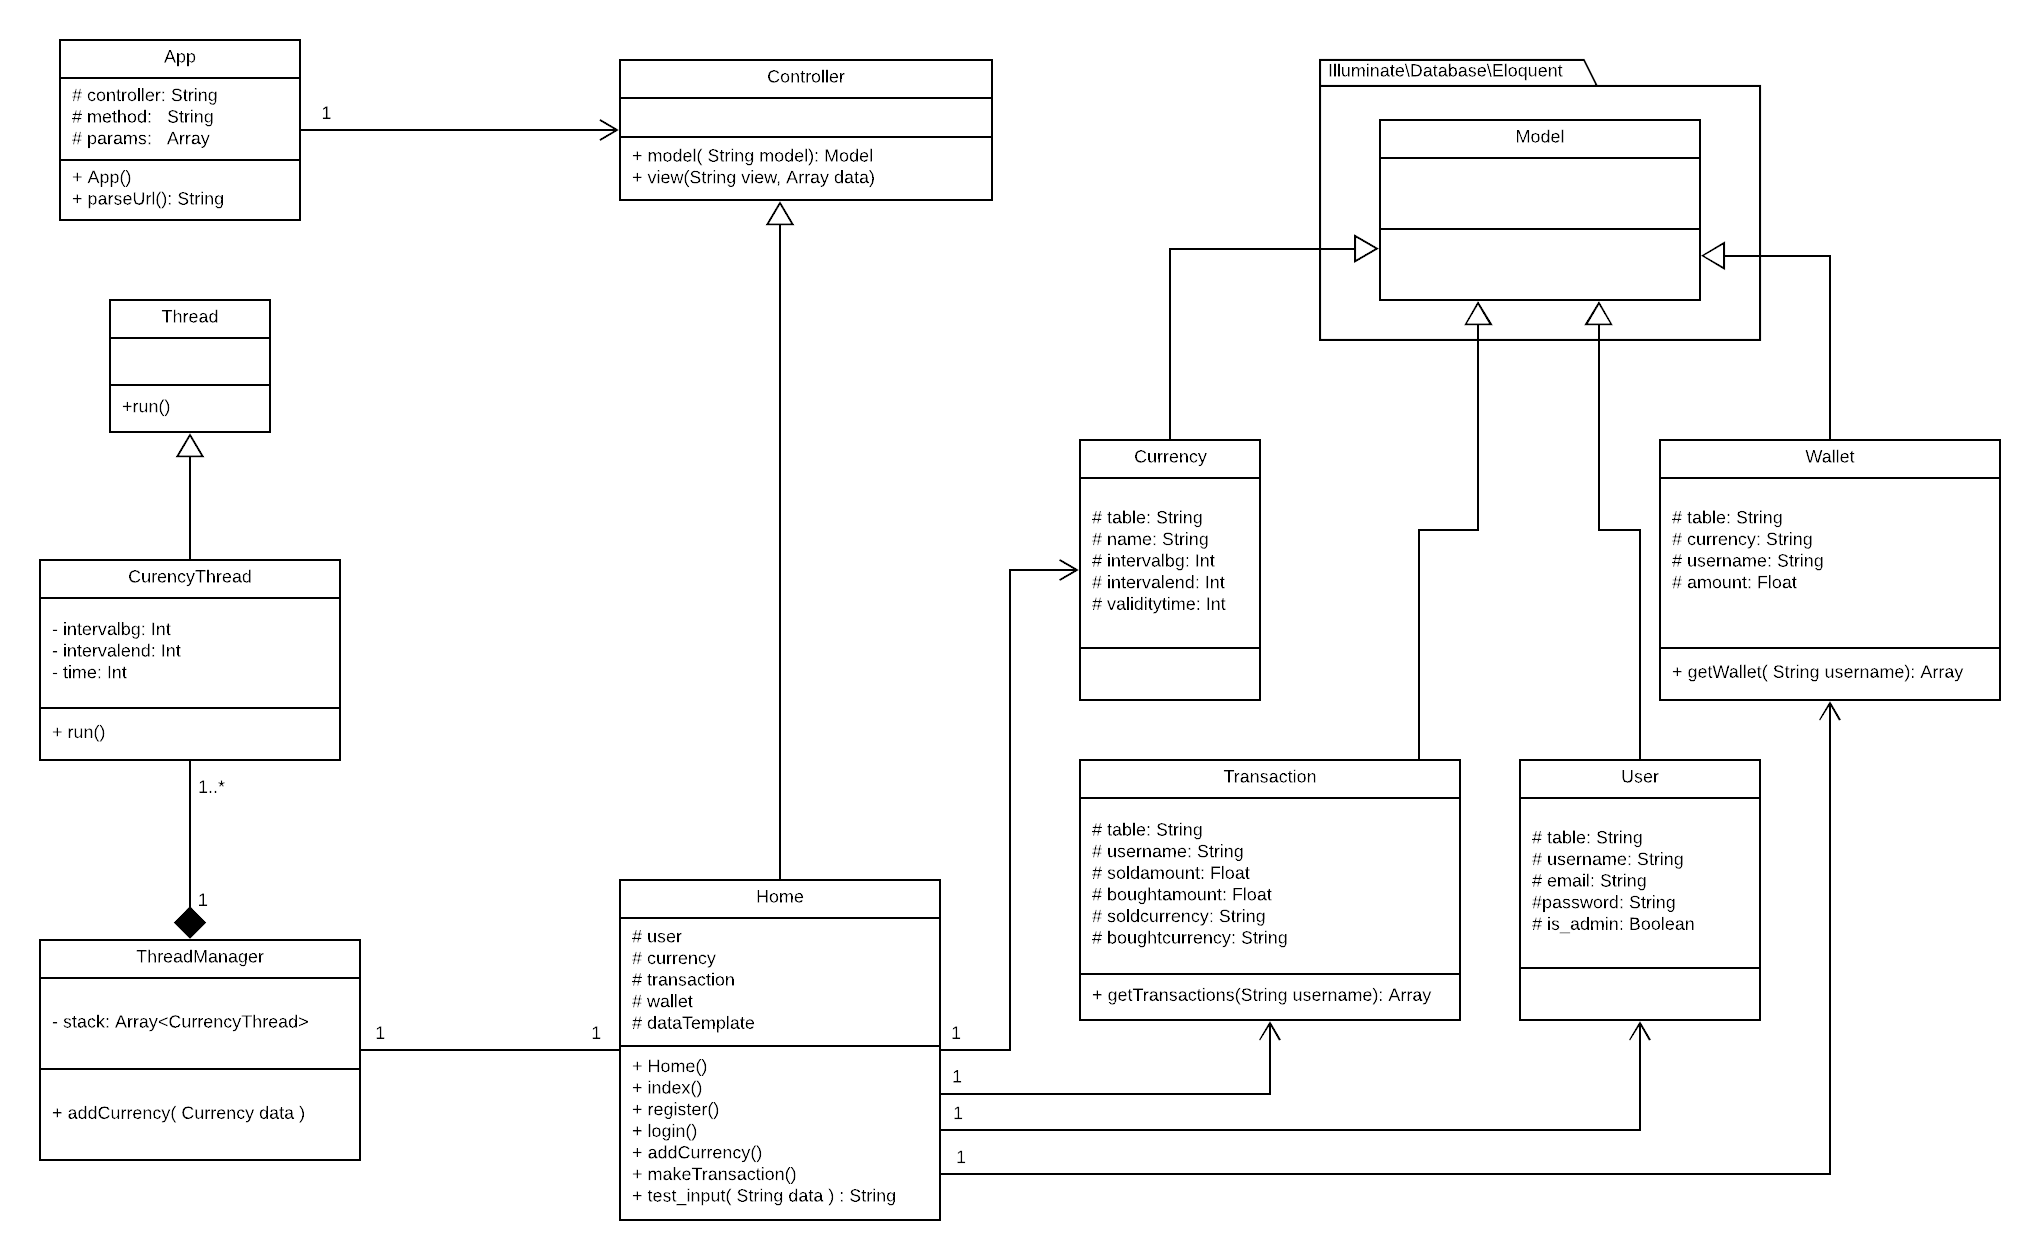 App
# controller: String
# method:   String
# params:   Array
+ App()
+ parseUrl(): String
1
Controller
+ model( String model): Model
+ view(String view, Array data)
Illuminate\Database\Eloquent
Model
Thread
+run()
CurencyThread
- intervalbg: Int
- intervalend: Int
- time: Int
+ run()
1..*
1
ThreadManager
- stack: Array<CurrencyThread>
+ addCurrency( Currency data )
1
1
Home
# user
# currency
# transaction
# wallet
# dataTemplate
+ Home()
+ index()
+ register()
+ login()
+ addCurrency()
+ makeTransaction()
+ test_input( String data ) : String
1
1
1
1
Currency
# table: String
# name: String
# intervalbg: Int
# intervalend: Int
# validitytime: Int
Transaction
# table: String
# username: String
# soldamount: Float
# boughtamount: Float
# soldcurrency: String
# boughtcurrency: String
+ getTransactions(String username): Array
User
# table: String
# username: String
# email: String
#password: String
# is_admin: Boolean
Wallet
# table: String
# currency: String
# username: String
# amount: Float
+ getWallet( String username): Array